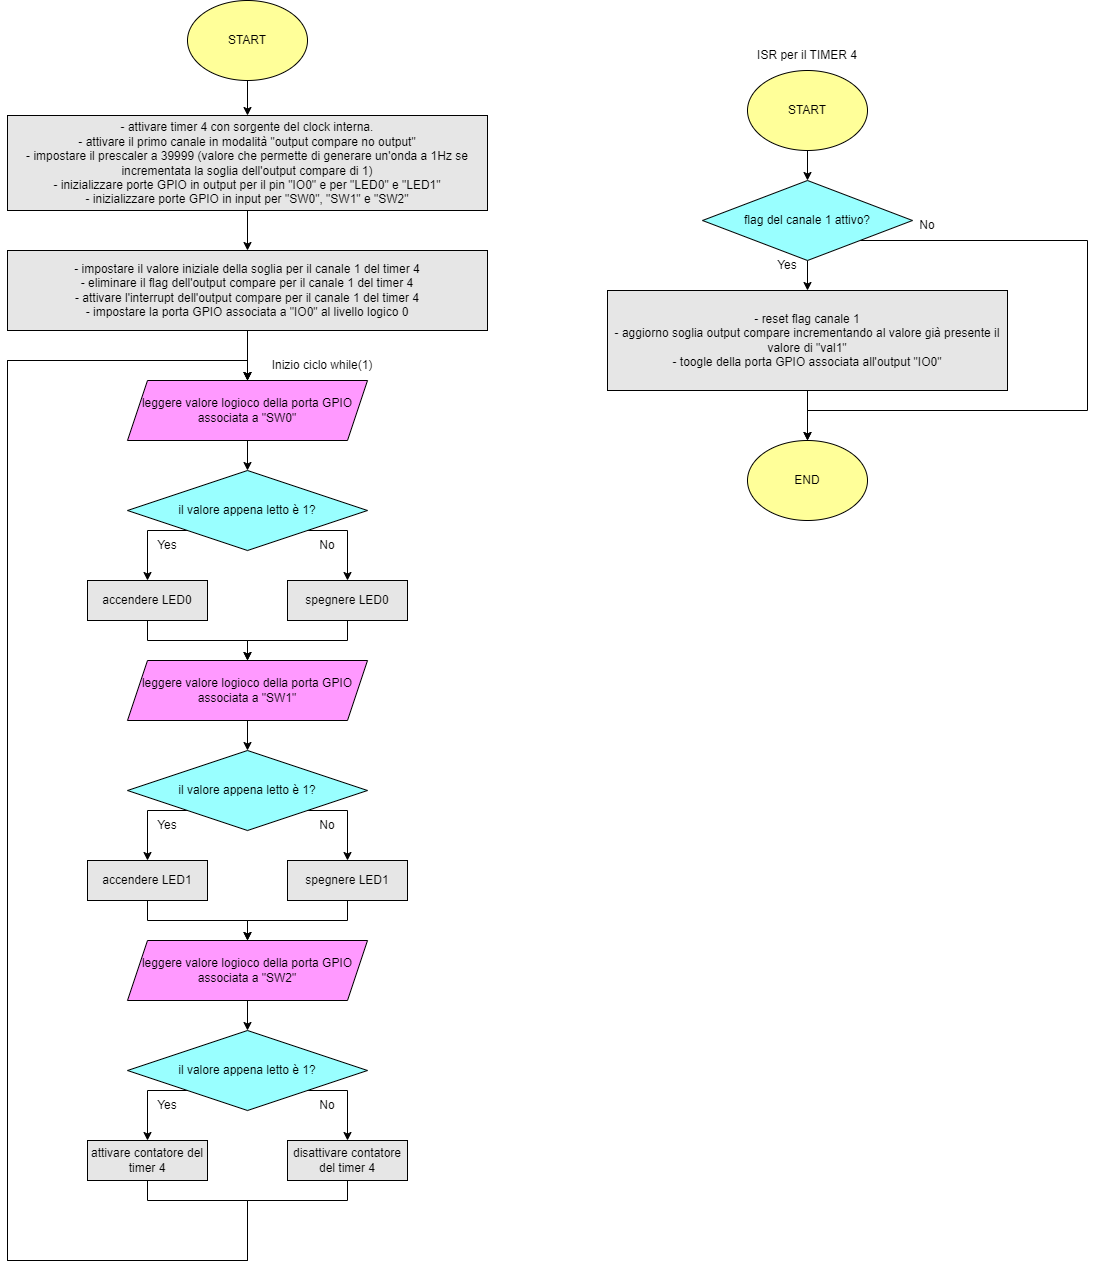 START
- attivare timer 4 con sorgente del clock interna.
- attivare il primo canale in modalità "output compare no output"
- impostare il prescaler a 39999 (valore che permette di generare un'onda a 1Hz se
incrementata la soglia dell'output compare di 1)
- inizializzare porte GPIO in output per il pin "IO0" e per "LED0" e "LED1"
- inizializzare porte GPIO in input per "SW0", "SW1" e "SW2"
- impostare il valore iniziale della soglia per il canale 1 del timer 4
- eliminare il flag dell'output compare per il canale 1 del timer 4
- attivare l'interrupt dell'output compare per il canale 1 del timer 4
- impostare la porta GPIO associata a "IO0" al livello logico 0
Inizio ciclo while(1)
leggere valore logioco della porta GPIO
associata a "SW0"
il valore appena letto è 1?
Yes
No
accendere LED0
spegnere LED0
leggere valore logioco della porta GPIO
associata a "SW1"
il valore appena letto è 1?
Yes
No
accendere LED1
spegnere LED1
leggere valore logioco della porta GPIO
associata a "SW2"
il valore appena letto è 1?
Yes
No
attivare contatore del
timer 4
disattivare contatore
del timer 4
ISR per il TIMER 4
START
flag del canale 1 attivo?
No
Yes
- reset flag canale 1
- aggiorno soglia output compare incrementando al valore già presente il
valore di "val1"
- toogle della porta GPIO associata all'output "IO0"
END